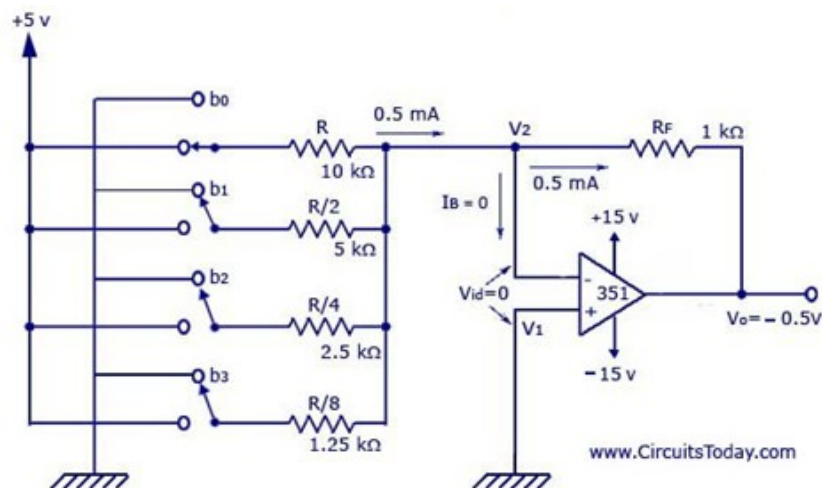 +5 v
b0
R
10 kΩ
0.5 mA
V2
RF
1 kΩ
0.5 mA
b1
R/2
5 kΩ
IB = 0
+15 v
b2
R/4
2.5 kΩ
Vid=0
-
351
+
V1
Vo= - 0.5v
-15 v
b3
R/8
1.25 kΩ
www.CircuitsToday.com